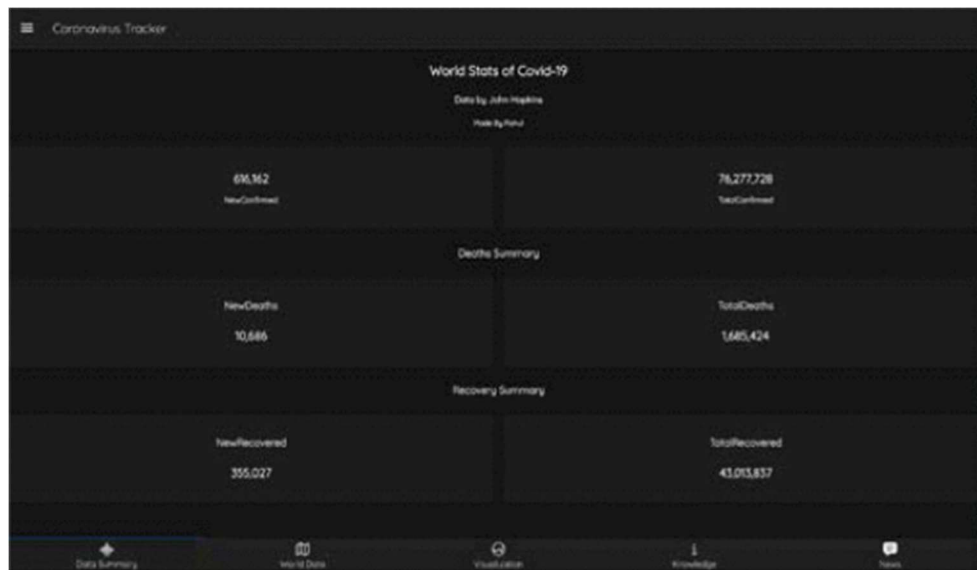 Coronavirus Tracker
World Stats of Covid-19
Data by John Hopkins
Made By Rahul
616,162
76,277,728
NewConfirmed
TotalConfirmed
Deaths Summary
NewDeaths
TotalDeaths
10,686
1,685,424
Recovery Summary
NewRecovered
TotalRecovered
355,027
43,013,837
Data Summary
World Data
Visualization
Knowledge
News